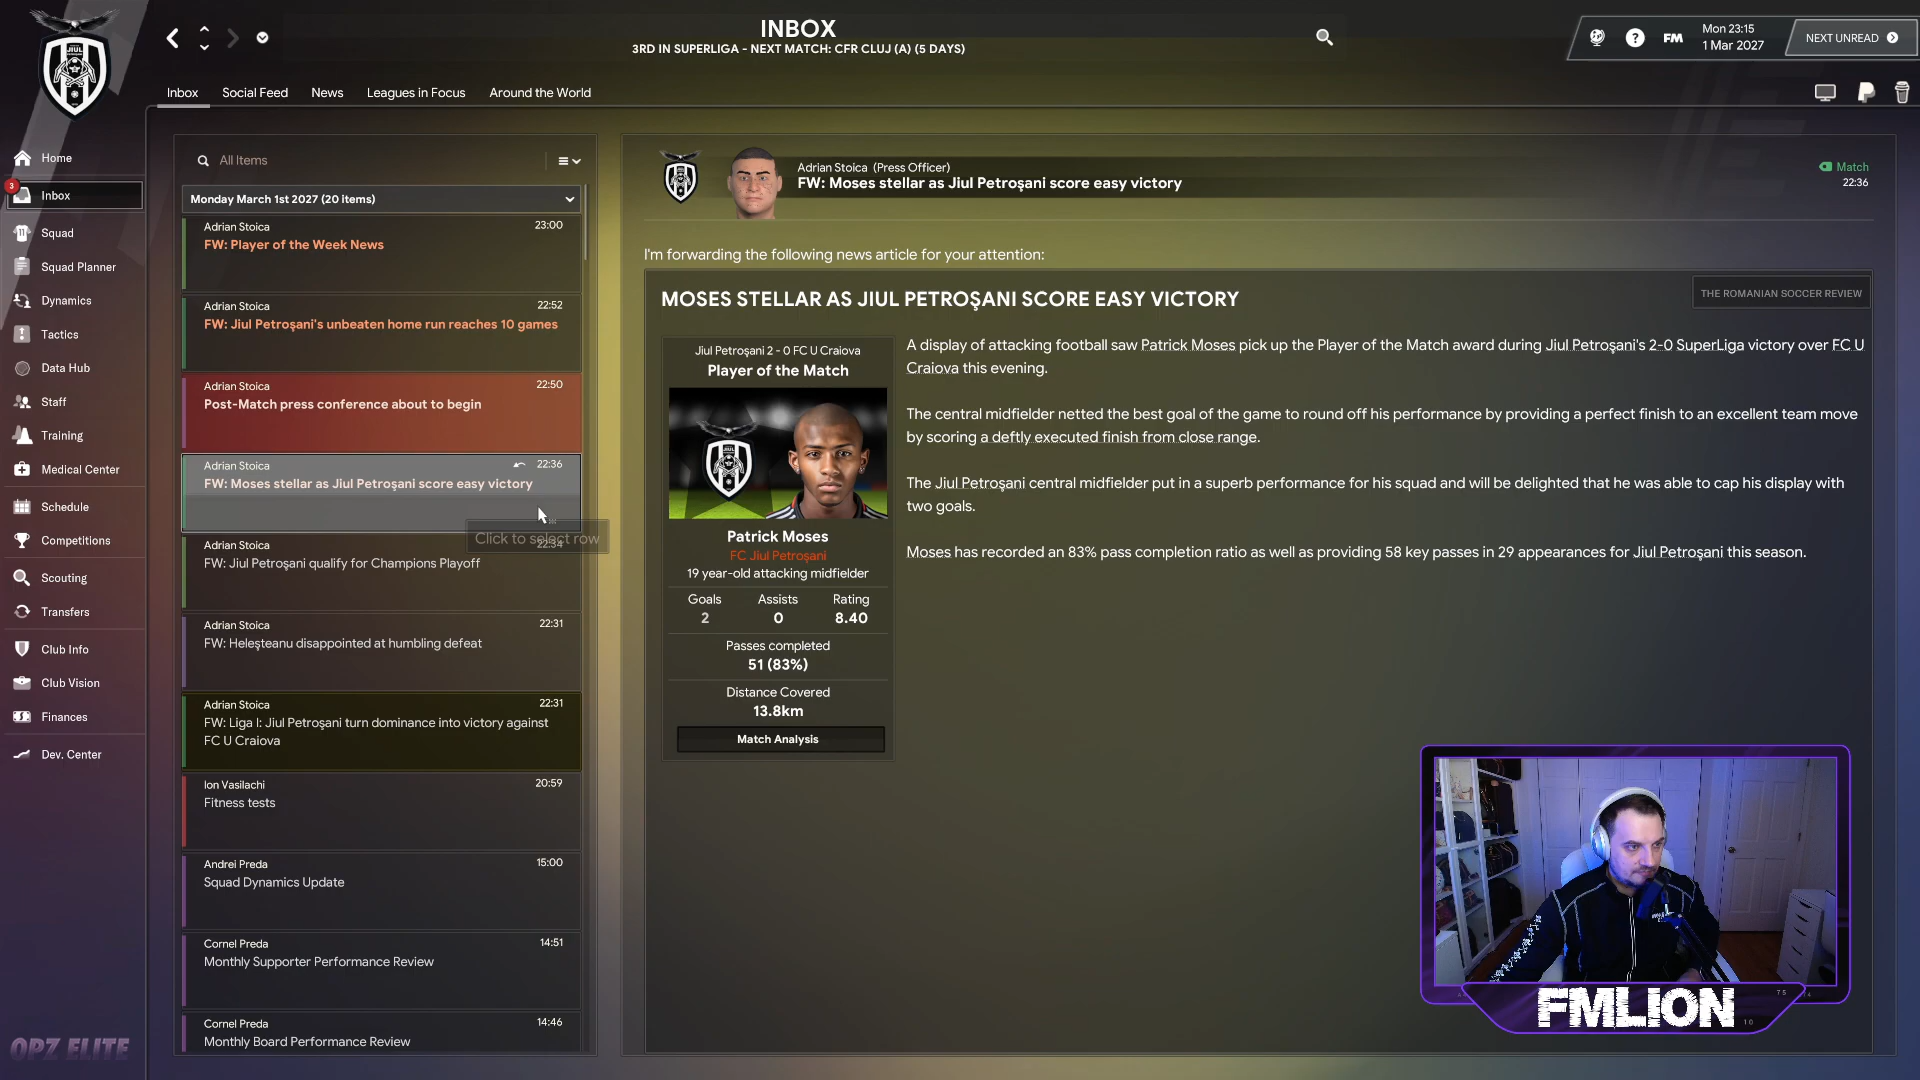 INBOX
3RD IN SUPERLIGA - NEXT MATCH: CFR CLUJ (A) (5 DAYS)
FM
Mon 23:15
1 Mar 2027
NEXT UNREAD
Inbox
Social Feed
News
Leagues in Focus
Around the World
Home
3
Inbox
Squad
Squad Planner
Dynamics
Tactics
Data Hub
Staff
Training
Medical Center
Schedule
Competitions
Scouting
Transfers
Club Info
Club Vision
Finances
Dev. Center
OPZ ELITE
All Items
Monday March 1st 2027 (20 Items)
Adrian Stoica 23:00
FW: Player of the Week News
Adrian Stoica 22:52
FW: Jiul Petroşani's unbeaten home run reaches 10 games
Adrian Stoica 22:50
Post-Match press conference about to begin
Adrian Stoica 22:36
FW: Moses stellar as Jiul Petroşani score easy victory
Click to select row
Adrian Stoica 22:34
FW: Jiul Petroşani qualify for Champions Playoff
Adrian Stoica 22:31
FW: Heleşteanu disappointed at humbling defeat
Adrian Stoica 22:31
FW: Liga I: Jiul Petroşani turn dominance into victory against
FC U Craiova
Ion Vasilachi 20:59
Fitness tests
Andrei Preda 15:00
Squad Dynamics Update
Cornel Preda 14:51
Monthly Supporter Performance Review
Cornel Preda 14:46
Monthly Board Performance Review
Adrian Stoica (Press Officer)
FW: Moses stellar as Jiul Petroşani score easy victory
Match
22:36
I'm forwarding the following news article for your attention:
MOSES STELLAR AS JIUL PETROŞANI SCORE EASY VICTORY
THE ROMANIAN SOCCER REVIEW
Jiul Petroşani 2 - 0 FC U Craiova
Player of the Match
Patrick Moses
FC Jiul Petroşani
19 year-old attacking midfielder
Goals Assists Rating
2 0 8.40
Passes completed
51 (83%)
Distance Covered
13.8km
Match Analysis
A display of attacking football saw Patrick Moses pick up the Player of the Match award during Jiul Petroşani's 2-0 SuperLiga victory over FC U
Craiova this evening.
The central midfielder netted the best goal of the game to round off his performance by providing a perfect finish to an excellent team move
by scoring a deftly executed finish from close range.
The Jiul Petroşani central midfielder put in a superb performance for his squad and will be delighted that he was able to cap his display with
two goals.
Moses has recorded an 83% pass completion ratio as well as providing 58 key passes in 29 appearances for Jiul Petroşani this season.
FMLION